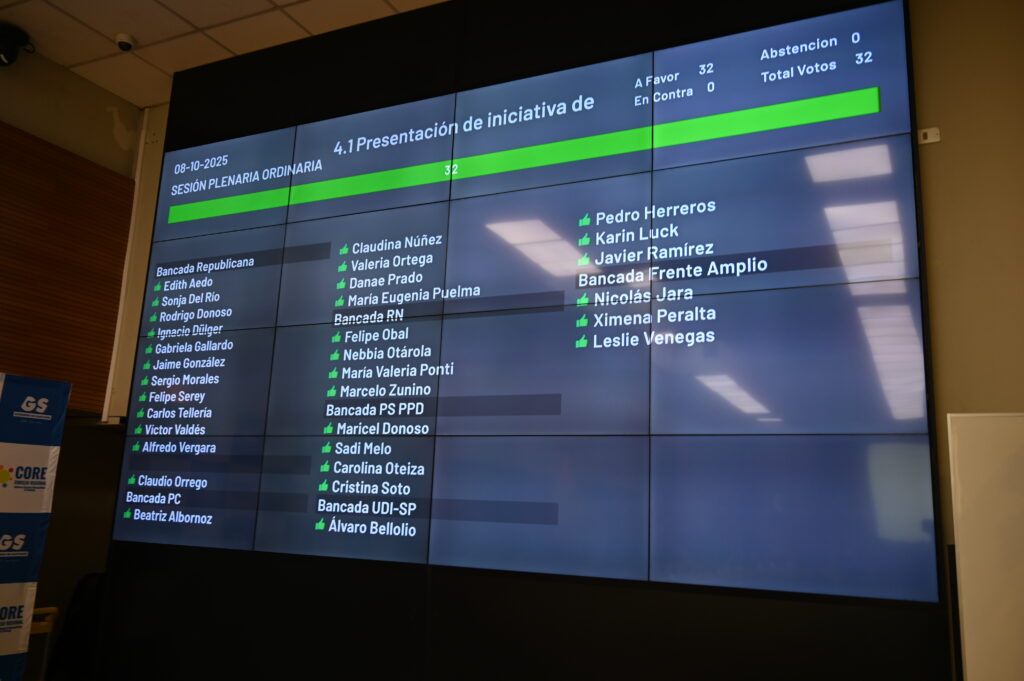 08-10-2025
SESIÓN PLENARIA ORDINARIA
4.1 Presentación de iniciativa de
A Favor 32
En Contra 0
Abstencion 0
Total Votos 32
32
Bancada Republicana
Edith Aedo
Sonja Del Río
Rodrigo Donoso
Ignacio Dülger
Gabriela Gallardo
Jaime González
Sergio Morales
Felipe Serey
Carlos Tellería
Victor Valdés
Alfredo Vergara
Claudio Orrego
Bancada PC
Beatriz Albornoz
Claudina Núñez
Valeria Ortega
Danae Prado
María Eugenia Puelma
Bancada RN
Felipe Obal
Nebbia Otárola
María Valeria Ponti
Marcelo Zunino
Bancada PS PPD
Maricel Donoso
Sadi Melo
Carolina Oteiza
Cristina Soto
Bancada UDI-SP
Álvaro Bellolio
Pedro Herreros
Karin Luck
Javier Ramírez
Bancada Frente Amplio
Nicolás Jara
Ximena Peralta
Leslie Venegas
GS
CORE
GS
CORE